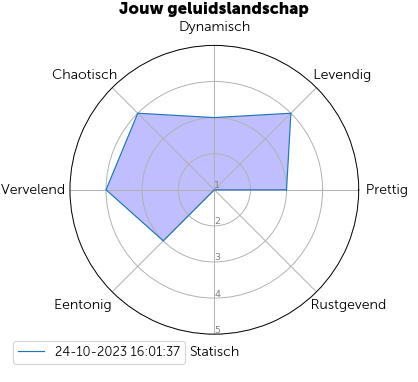 Jouw geluidslandschap
Dynamisch
Chaotisch
Levendig
Vervelend
1
Prettig
2
3
Eentonig
4
Rustgevend
5
24-10-2023 16:01:37
Statisch